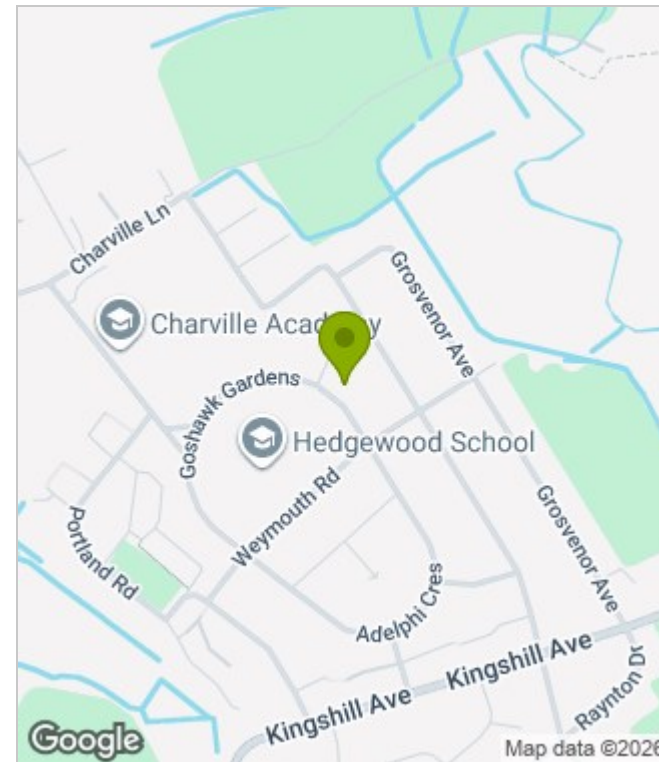 Charville Ln
Grosvenor Ave
Charville Academy
Goshawk Gardens
Hedgewood School
Weymouth Rd
Grosvenor Ave
Portland Rd
Adelphi Cres
Kingshill Ave
Kingshill Ave
Raynton Dr
Google
Map data ©2026